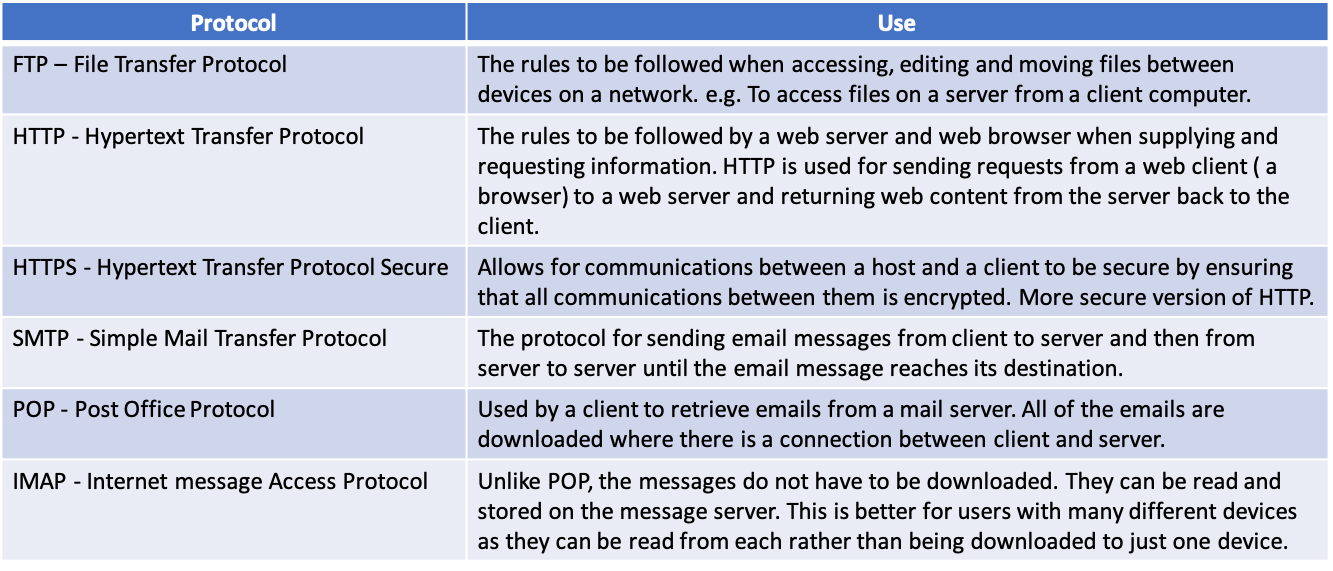 Protocol
Use
FTP – File Transfer Protocol
The rules to be followed when accessing, editing and moving files between
devices on a network. e.g. To access files on a server from a client computer.
HTTP - Hypertext Transfer Protocol
The rules to be followed by a web server and web browser when supplying and
requesting information. HTTP is used for sending requests from a web client ( a
browser) to a web server and returning web content from the server back to the
client.
HTTPS - Hypertext Transfer Protocol Secure
Allows for communications between a host and a client to be secure by ensuring
that all communications between them is encrypted. More secure version of HTTP.
SMTP - Simple Mail Transfer Protocol
The protocol for sending email messages from client to server and then from
server to server until the email message reaches its destination.
POP - Post Office Protocol
Used by a client to retrieve emails from a mail server. All of the emails are
downloaded where there is a connection between client and server.
IMAP - Internet message Access Protocol
Unlike POP, the messages do not have to be downloaded. They can be read and
stored on the message server. This is better for users with many different devices
as they can be read from each rather than being downloaded to just one device.